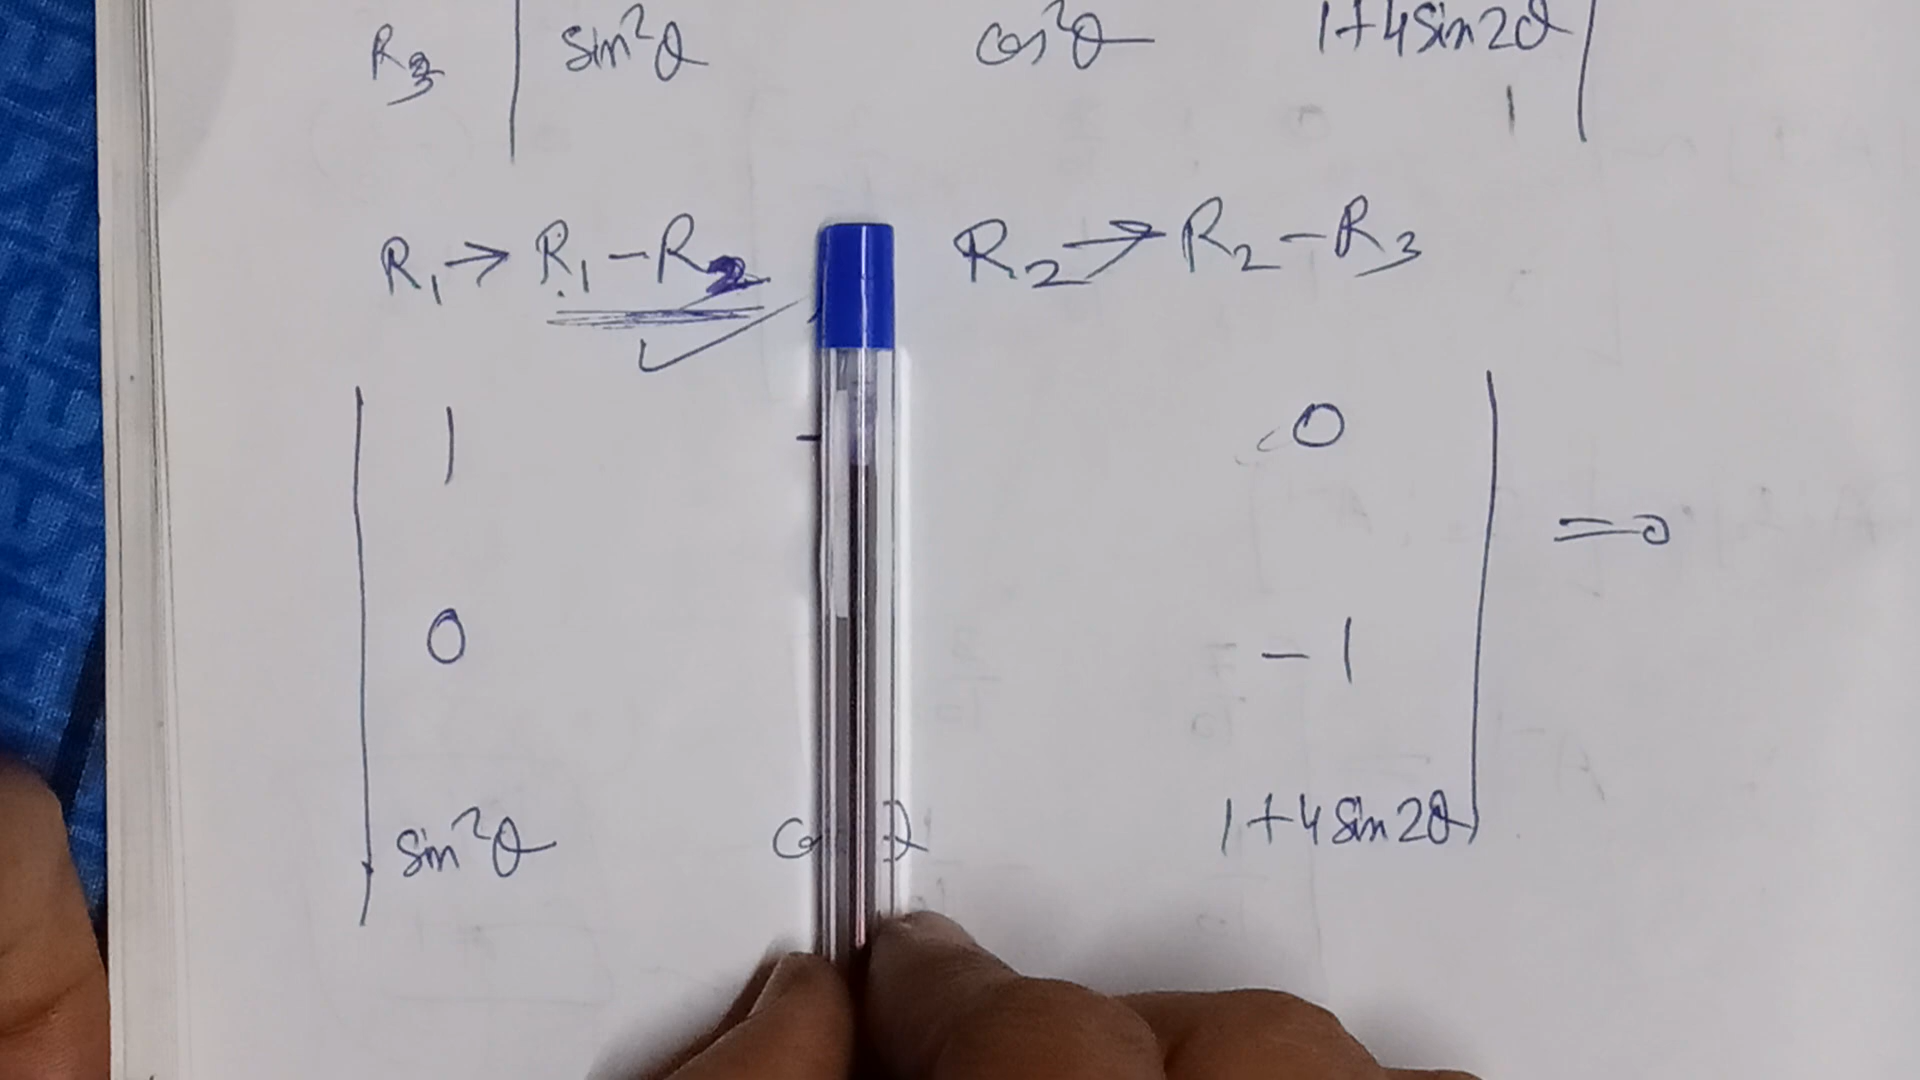 R3 | sin²θ cos²θ 1+4sin2θ |
R1 → R1 – R2 R2 → R2 – R3
| 1 – 0 |
= 0
0 – 1
| sin²θ 1+4sin2θ |